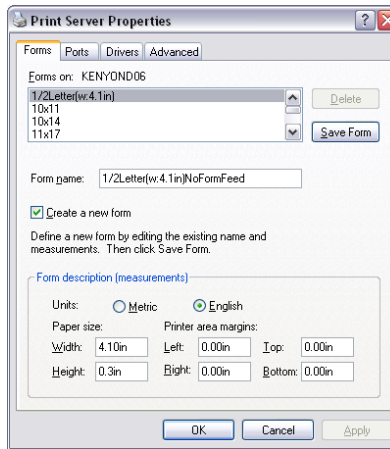 Print Server Properties
Forms Ports Drivers Advanced
Forms on: KENYOND06
1/2Letter(w:4.1in)
10x11
10x14
11x17
Delete
Save Form
Form name: 1/2Letter(w:4.1in)NoFormFeed
Create a new form
Define a new form by editing the existing name and
measurements. Then click Save Form.
Form description (measurements)
Units: Metric English
Paper size: Printer area margins:
Width: 4.10in Left: 0.00in Top: 0.00in
Height: 0.3in Right: 0.00in Bottom: 0.00in
OK Cancel Apply